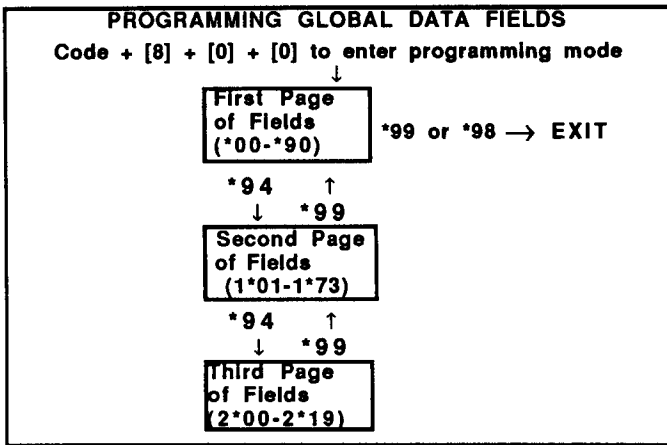 PROGRAMMING GLOBAL DATA FIELDS
Code + [8] + [0] + [0] to enter programming mode
↓
First Page
of Fields
(*00-*90)
*99 or *98 → EXIT
*94 ↑
↓ *99
Second Page
of Fields
(1*01-1*73)
*94 ↑
↓ *99
Third Page
of Fields
(2*00-2*19)